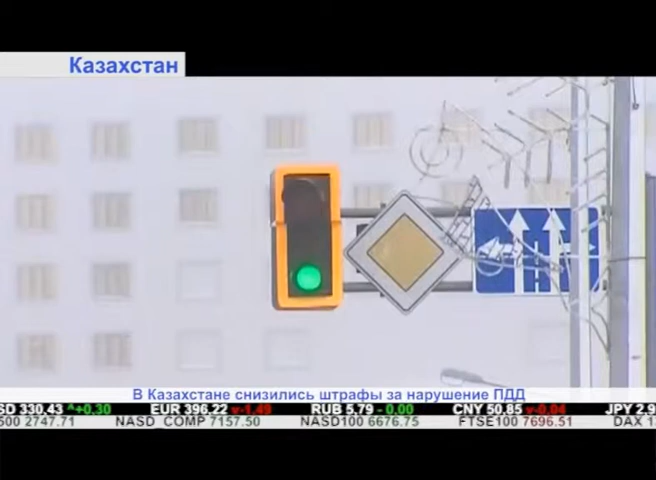 Казахстан
В Казахстане снизились штрафы за нарушение ПДД
SD 330,43 +0,30 EUR 396,22 -1,49 RUB 5,79 - 0,00 CNY 50,85 -0,04 JPY 2,9
500 2747.71 NASD_COMP 7157.50 NASD100 6676.75 FTSE100 7696.51 DAX 1